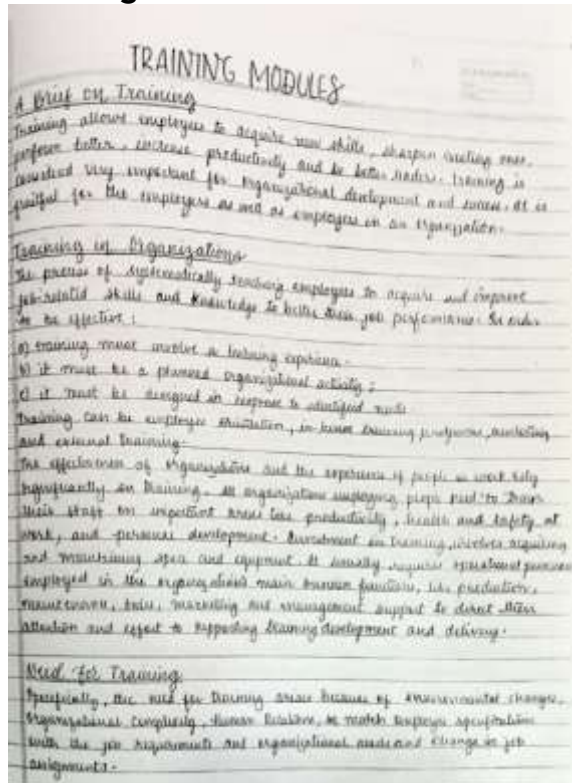 TRAINING MODULES
A Brief on Training
Training allows employees to acquire new skills, sharpen existing ones,
perform better, increase productivity and be better leaders. Training is
considered very important for organizational development and success. It is
fruitful for the employers as well as employees in an organization.
Training in Organizations
The process of systematically teaching employees to acquire and improve
job-related skills and knowledge to better their job performance. In order
to be effective:
a) training must involve a learning experience.
b) it must be a planned organizational activity;
c) it must be designed in response to identified needs
Training can be employee orientation, in-house training programs, mentoring
and external training.
The effectiveness of organizations and the experience of people in work rely
significantly on training. All organizations employing people need to train
their staff on important areas like productivity, health and safety at
work, and personal development. Investment in training, involves acquiring
and maintaining space and equipment. It usually requires operational personnel
employed in the organization's main business functions, like production,
maintenance, sales, marketing and management support to direct their
attention and effort to supporting training development and delivery.
Need for Training
Specifically, the need for training arises because of environmental changes,
organizational complexity, human relations, to match employee specifications
with the job requirements and organizational needs and change in job
assignments.